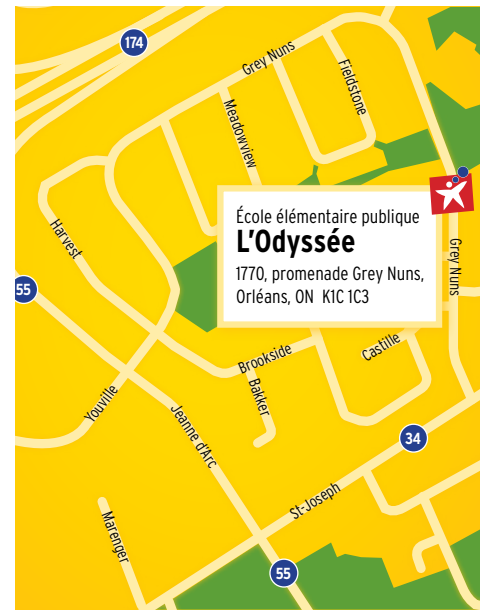 174
Grey Nuns
Fieldstone
Meadowview
École élémentaire publique
L'Odyssée
1770, promenade Grey Nuns,
Orléans, ON K1C 1C3
Harvest
Grey Nuns
55
Brookside
Castille
Bakker
Youville
Jeanne d'Arc
34
St-Joseph
Marenger
55